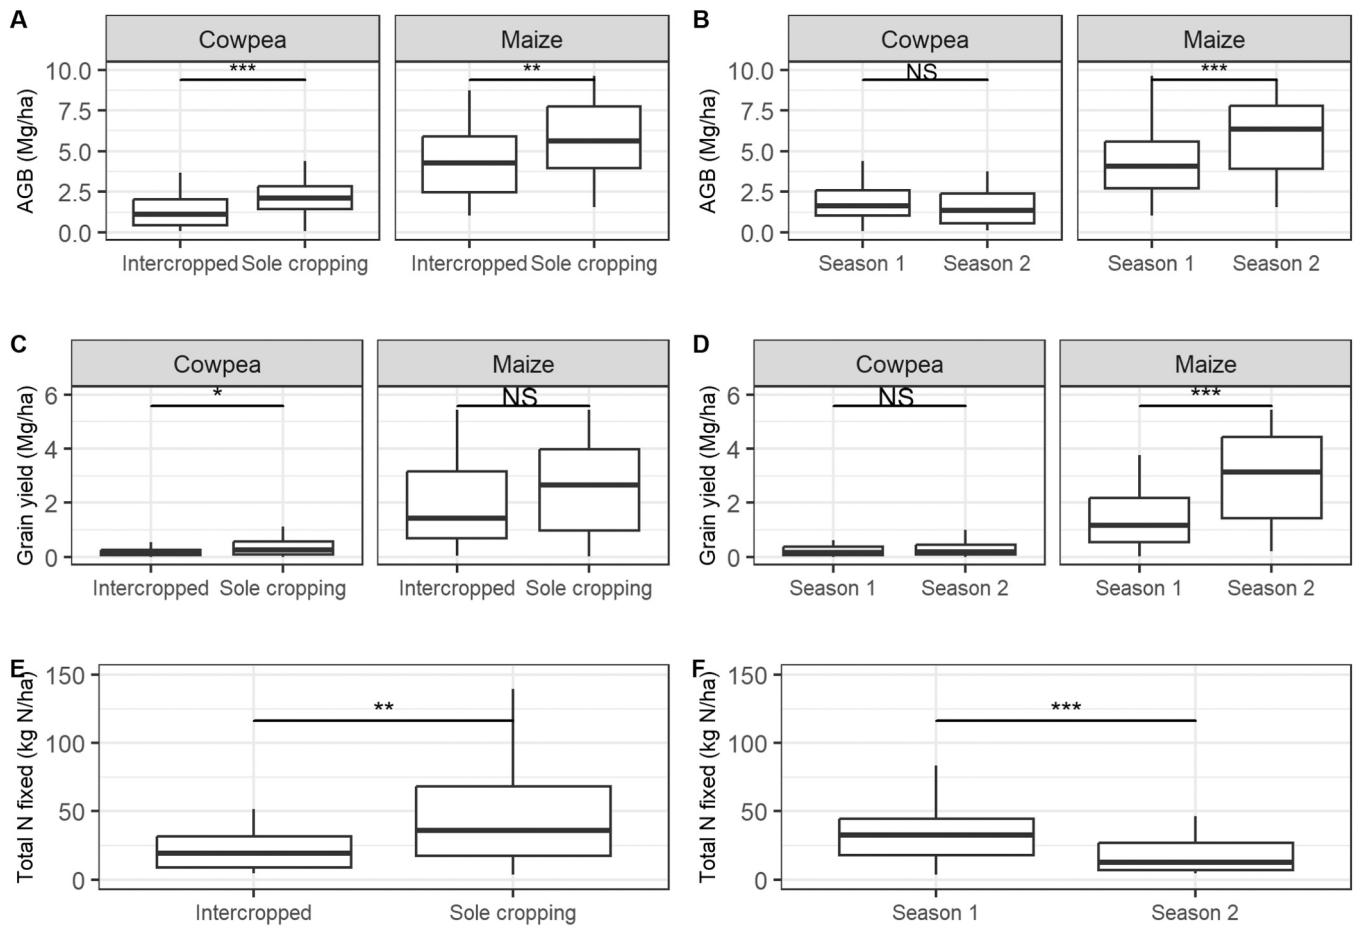 A
B
Cowpea
Maize
Cowpea
Maize
AGB (Mg/ha)
10.0
7.5
5.0
2.5
0.0
***
**
Intercropped
Sole cropping
Intercropped
Sole cropping
AGB (Mg/ha)
10.0
7.5
5.0
2.5
0.0
NS
***
Season 1
Season 2
Season 1
Season 2
C
D
Cowpea
Maize
Cowpea
Maize
Grain yield (Mg/ha)
6
4
2
0
*
NS
Intercropped
Sole cropping
Intercropped
Sole cropping
Grain yield (Mg/ha)
6
4
2
0
NS
***
Season 1
Season 2
Season 1
Season 2
E
Total N fixed (kg N/ha)
150
100
50
0
**
Intercropped
Sole cropping
F
Total N fixed (kg N/ha)
150
100
50
0
***
Season 1
Season 2